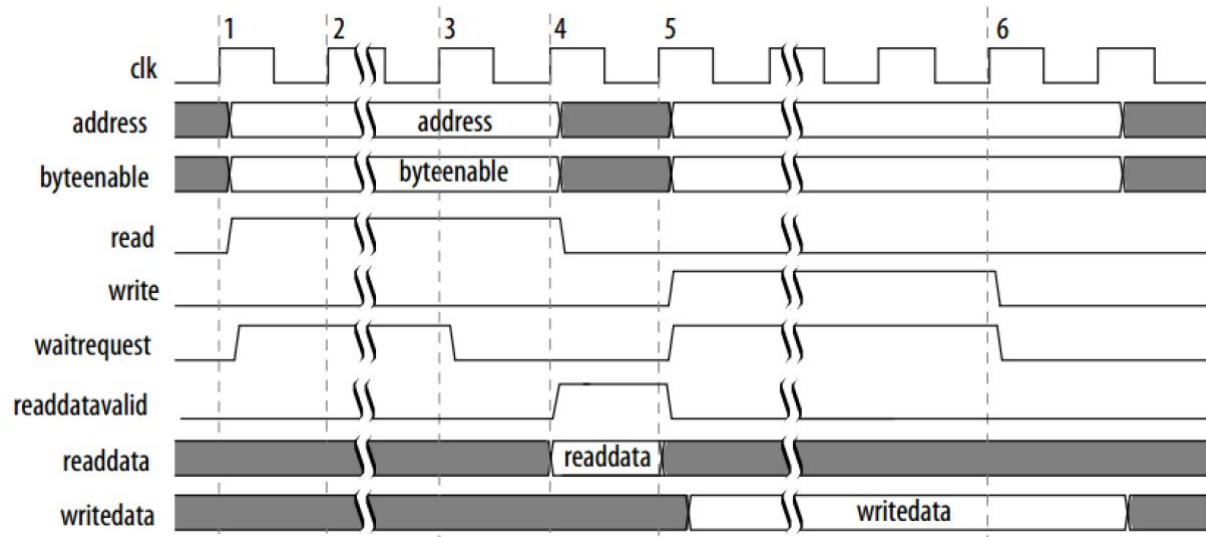 1 2 3 4 5 6
clk
address address
byteenable byteenable
read
write
waitrequest
readdatavalid
readdata readdata
writedata writedata